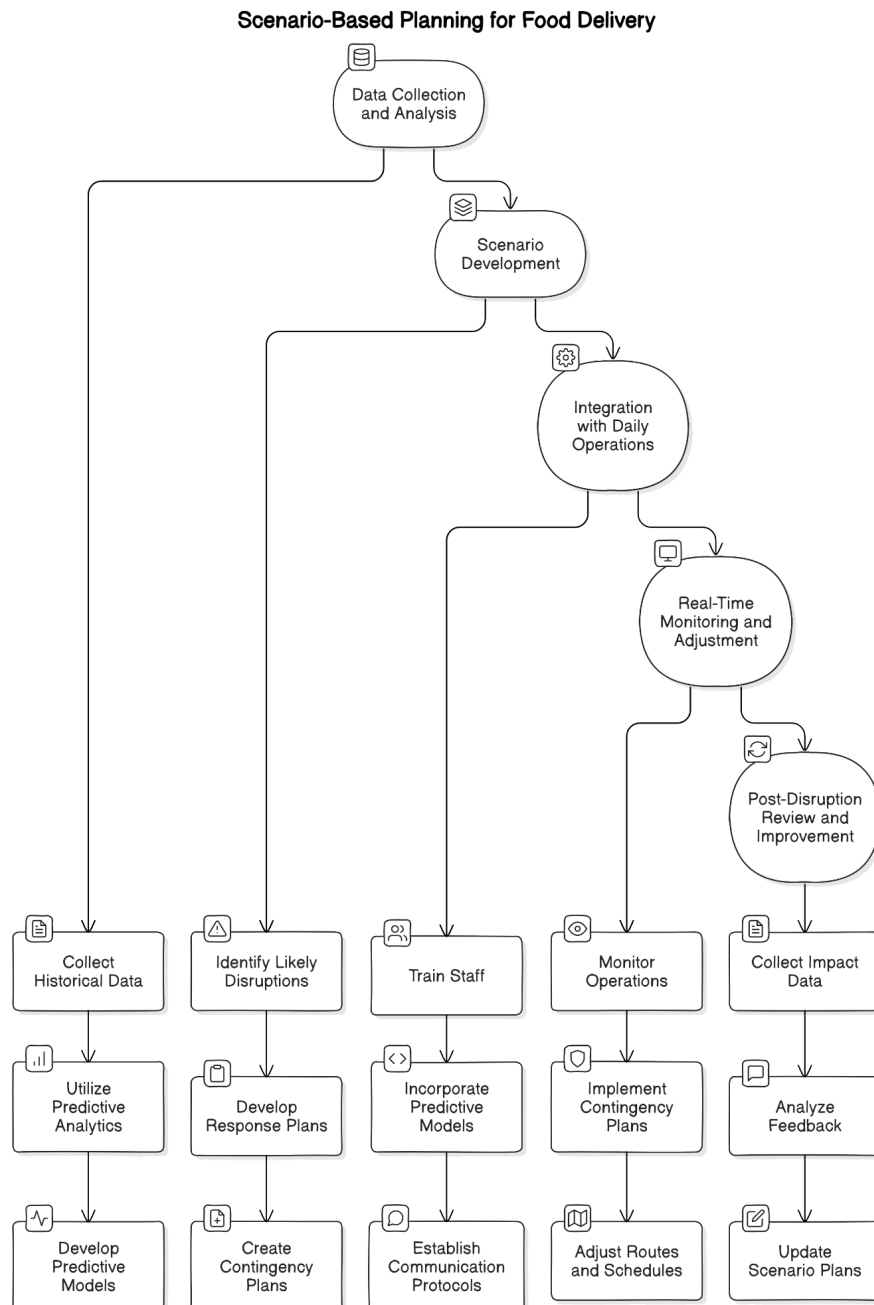 Scenario-Based Planning for Food Delivery
Data Collection
and Analysis
Scenario
Development
Integration
with Daily
Operations
Real-Time
Monitoring and
Adjustment
Post-Disruption
Review and
Improvement
Collect
Historical Data
Identify Likely
Disruptions
Train Staff
Monitor
Operations
Collect Impact
Data
Utilize
Predictive
Analytics
Develop
Response Plans
Incorporate
Predictive
Models
Implement
Contingency
Plans
Analyze
Feedback
Develop
Predictive
Models
Create
Contingency
Plans
Establish
Communication
Protocols
Adjust Routes
and Schedules
Update
Scenario Plans